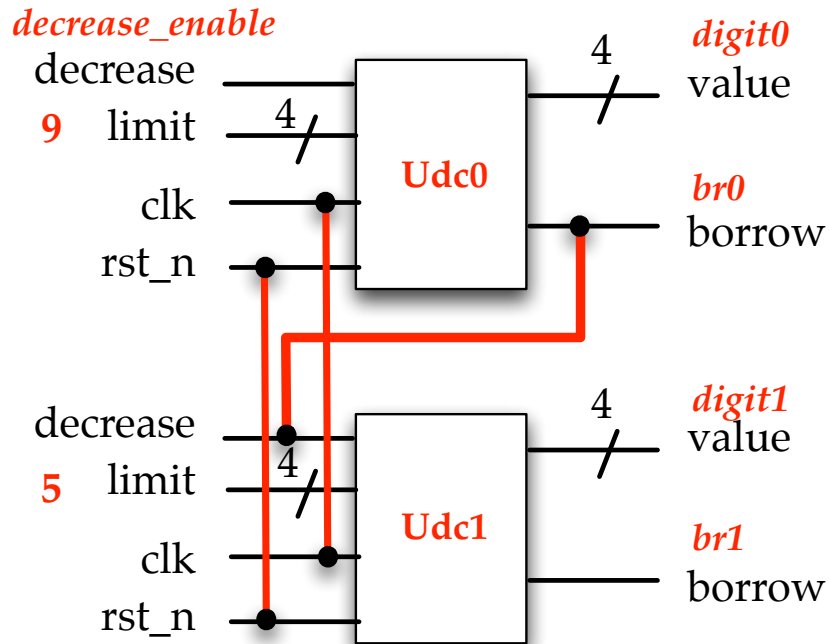 decrease_enable
digit0
decrease
4
value
9
limit
4
Udc0
clk
br0
borrow
rst_n
digit1
decrease
4
value
5
limit
4
Udc1
clk
br1
borrow
rst_n